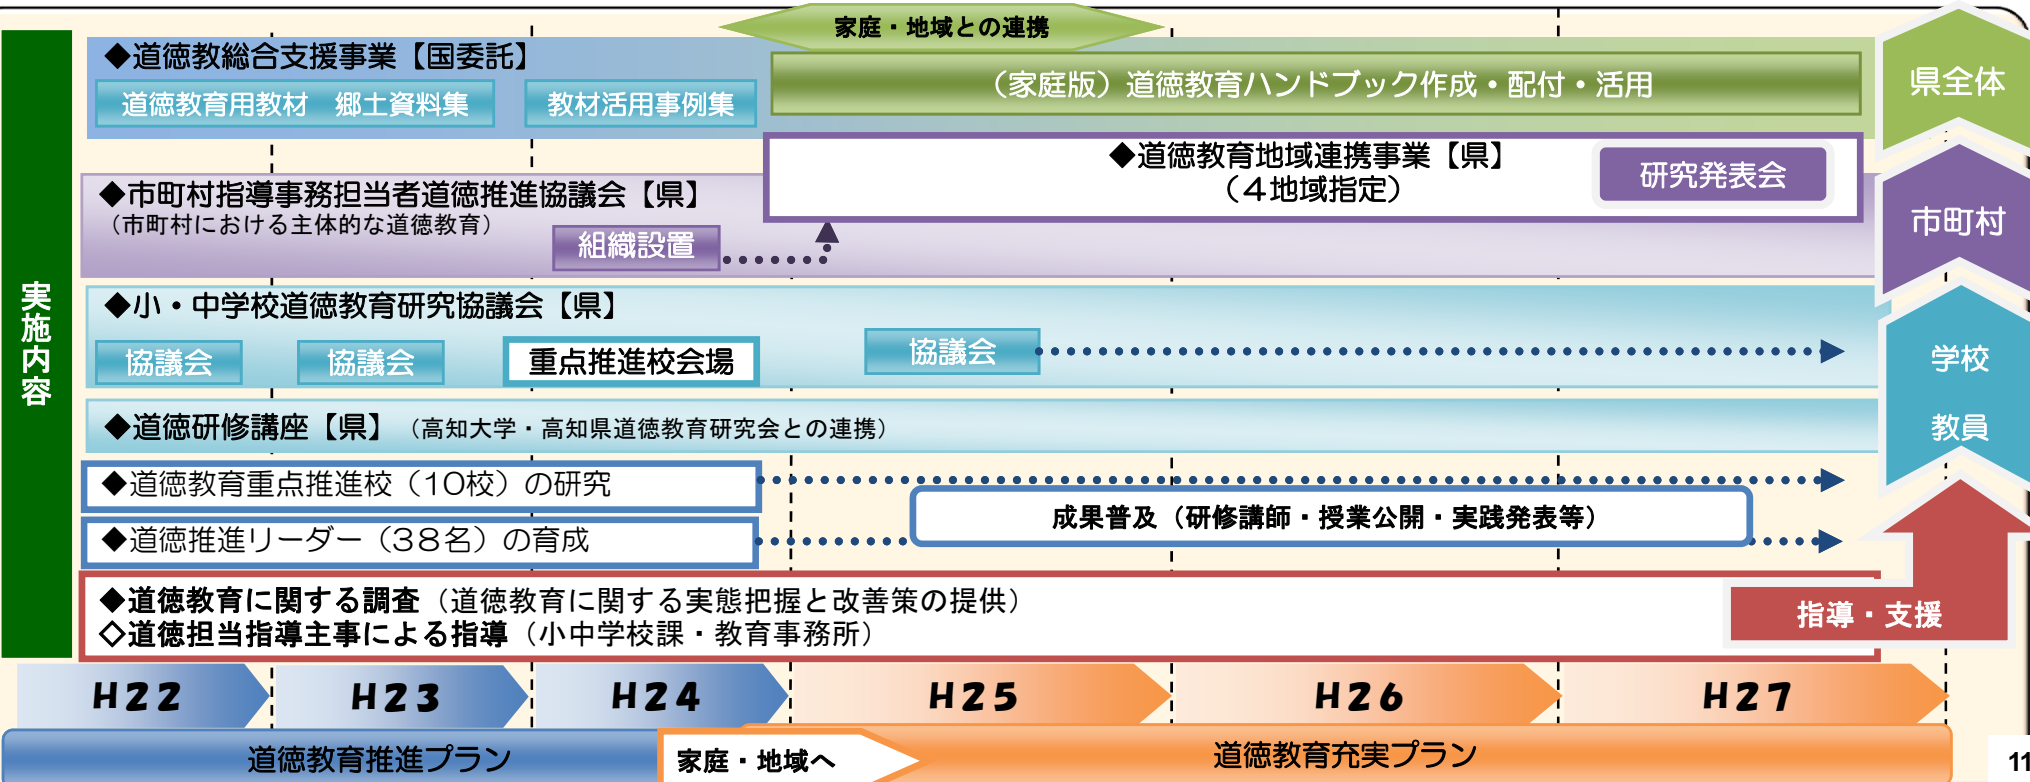 家庭・地域との連携
◆道徳教総合支援事業【国委託】
道徳教育用教材　郷土資料集
教材活用事例集
（家庭版）道徳教育ハンドブック作成・配付・活用
県全体
◆道徳教育地域連携事業【県】
（４地域指定）
研究発表会
◆市町村指導事務担当者道徳推進協議会【県】
（市町村における主体的な道徳教育）
組織設置
市町村
実施内容
◆小・中学校道徳教育研究協議会【県】
協議会
協議会
重点推進校会場
協議会
学校
教員
◆道徳研修講座【県】（高知大学・高知県道徳教育研究会との連携）
◆道徳教育重点推進校（１０校）の研究
◆道徳推進リーダー（３８名）の育成
成果普及（研修講師・授業公開・実践発表等）
◆道徳教育に関する調査（道徳教育に関する実態把握と改善策の提供）
◇道徳担当指導主事による指導（小中学校課・教育事務所）
指導・支援
H22
H23
H24
H25
H26
H27
道徳教育推進プラン
家庭・地域へ
道徳教育充実プラン
11